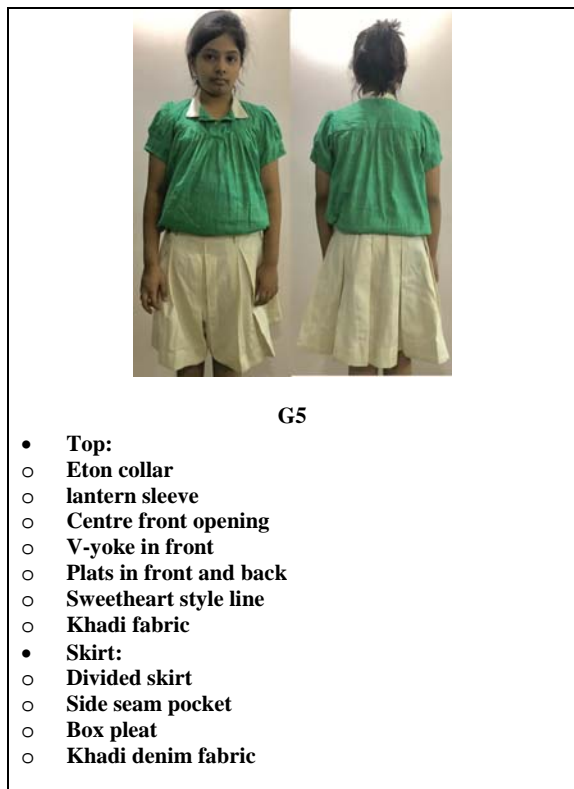 G5
• Top:
o Eton collar
o lantern sleeve
o Centre front opening
o V-yoke in front
o Plats in front and back
o Sweetheart style line
o Khadi fabric
• Skirt:
o Divided skirt
o Side seam pocket
o Box pleat
o Khadi denim fabric